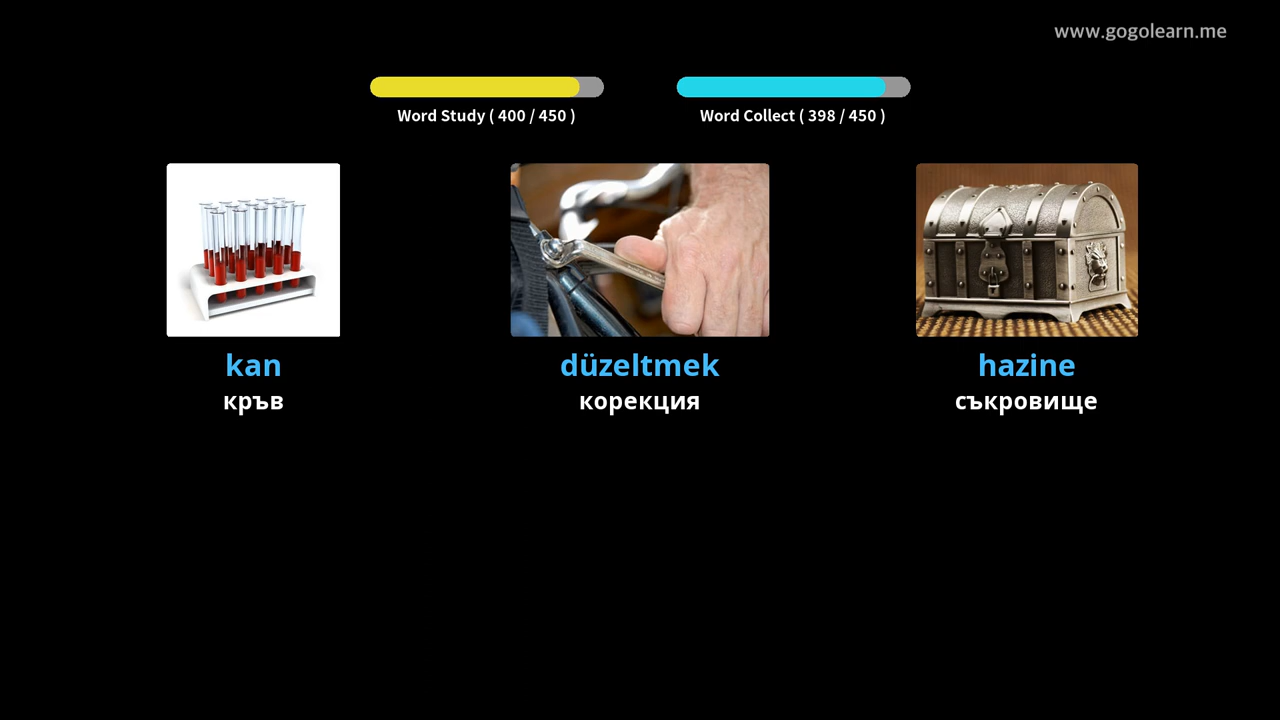 www.gogolearn.me
Word Study ( 400 / 450 )
Word Collect ( 398 / 450 )
kan
düzeltmek
hazine
кръв
корекция
съкровище